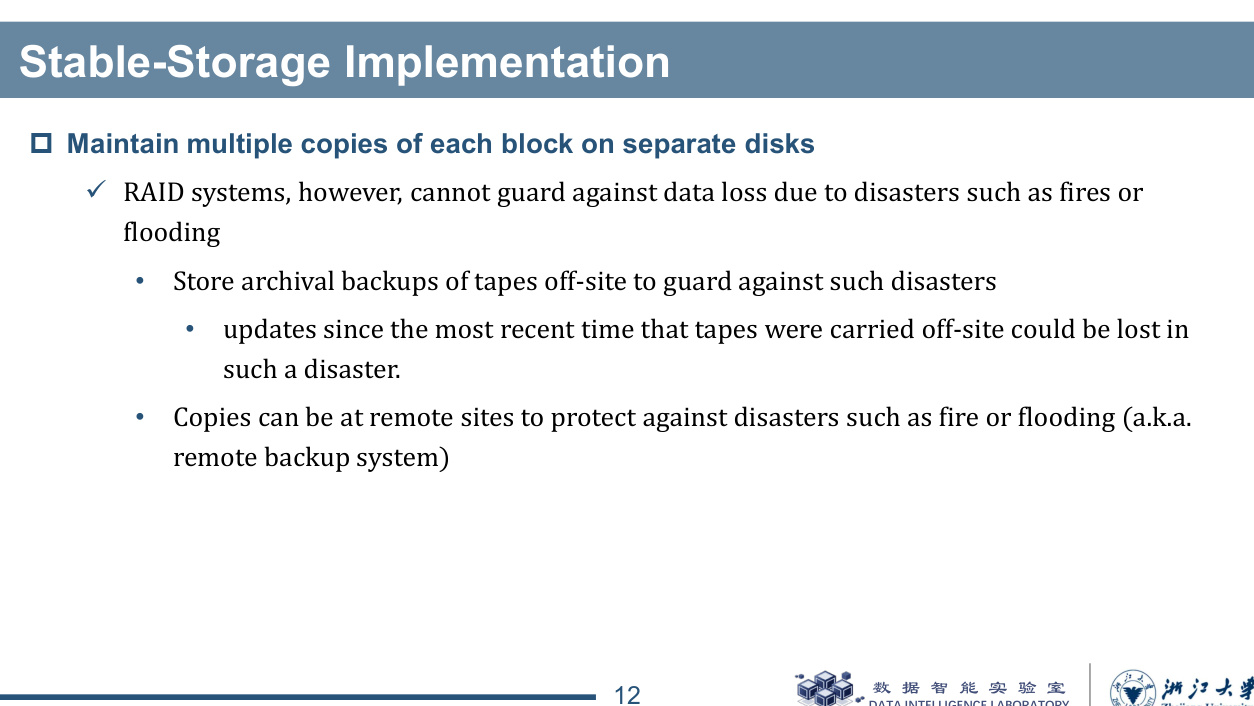 Stable-Storage Implementation
Maintain multiple copies of each block on separate disks
RAID systems, however, cannot guard against data loss due to disasters such as fires or
flooding
Store archival backups of tapes off-site to guard against such disasters
updates since the most recent time that tapes were carried off-site could be lost in
such a disaster.
Copies can be at remote sites to protect against disasters such as fire or flooding (a.k.a.
remote backup system)
12
数据智能实验室
DATA INTELLIGENCE LABORATORY
浙江大学